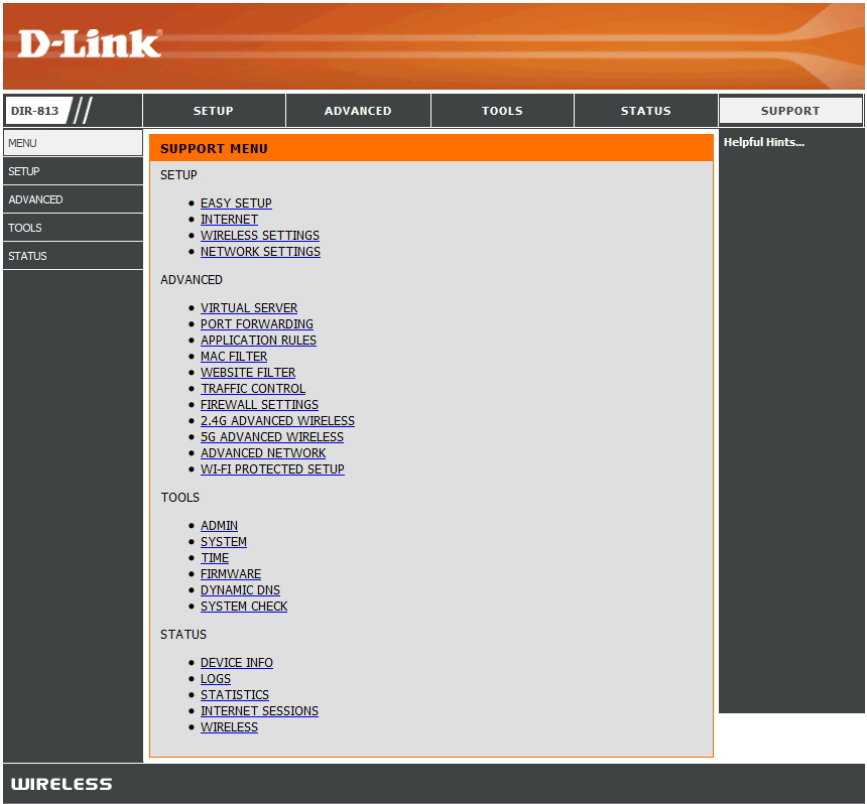 D-Link®
DIR-813 SETUP ADVANCED TOOLS STATUS SUPPORT
MENU
SETUP
ADVANCED
TOOLS
STATUS
SUPPORT MENU
SETUP
EASY SETUP
INTERNET
WIRELESS SETTINGS
NETWORK SETTINGS
ADVANCED
VIRTUAL SERVER
PORT FORWARDING
APPLICATION RULES
MAC FILTER
WEBSITE FILTER
TRAFFIC CONTROL
FIREWALL SETTINGS
2.4G ADVANCED WIRELESS
5G ADVANCED WIRELESS
ADVANCED NETWORK
WI-FI PROTECTED SETUP
TOOLS
ADMIN
SYSTEM
TIME
FIRMWARE
DYNAMIC DNS
SYSTEM CHECK
STATUS
DEVICE INFO
LOGS
STATISTICS
INTERNET SESSIONS
WIRELESS
Helpful Hints...
WIRELESS